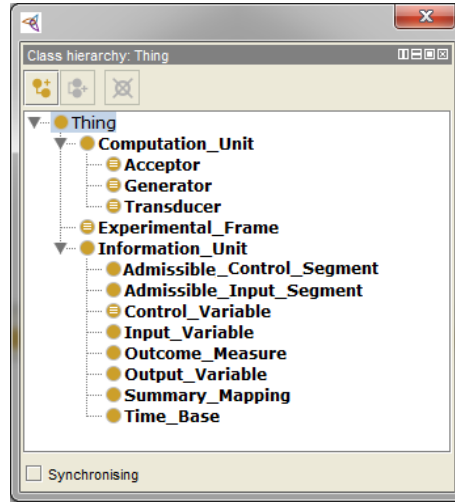 Class hierarchy: Thing
Thing
Computation_Unit
Acceptor
Generator
Transducer
Experimental_Frame
Information_Unit
Admissible_Control_Segment
Admissible_Input_Segment
Control_Variable
Input_Variable
Outcome_Measure
Output_Variable
Summary_Mapping
Time_Base
Synchronising